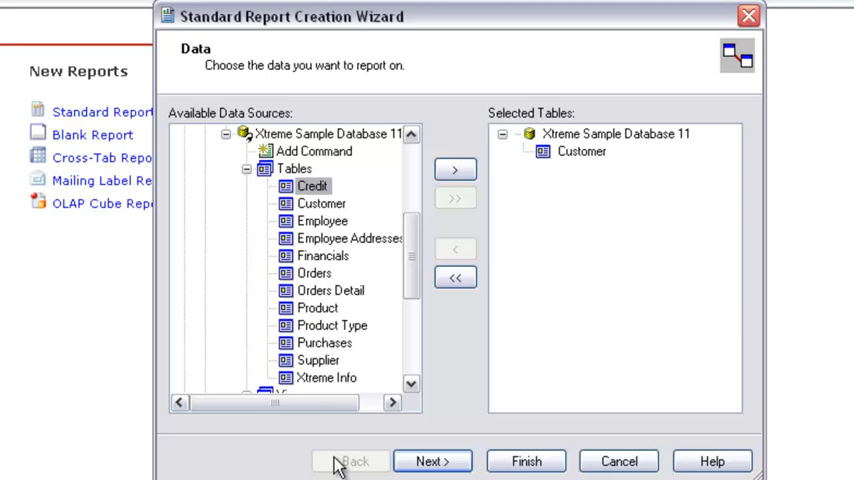 Standard Report Creation Wizard
Data
Choose the data you want to report on.
New Reports
Standard Report
Blank Report
Cross-Tab Repo
Mailing Label Re
OLAP Cube Repo
Available Data Sources:
Xtreme Sample Database 11
Add Command
Tables
Credit
Customer
Employee
Employee Addresses
Financials
Orders
Orders Detail
Product
Product Type
Purchases
Supplier
Xtreme Info
>
>>
<
<<
Selected Tables:
Xtreme Sample Database 11
Customer
Back
Next >
Finish
Cancel
Help